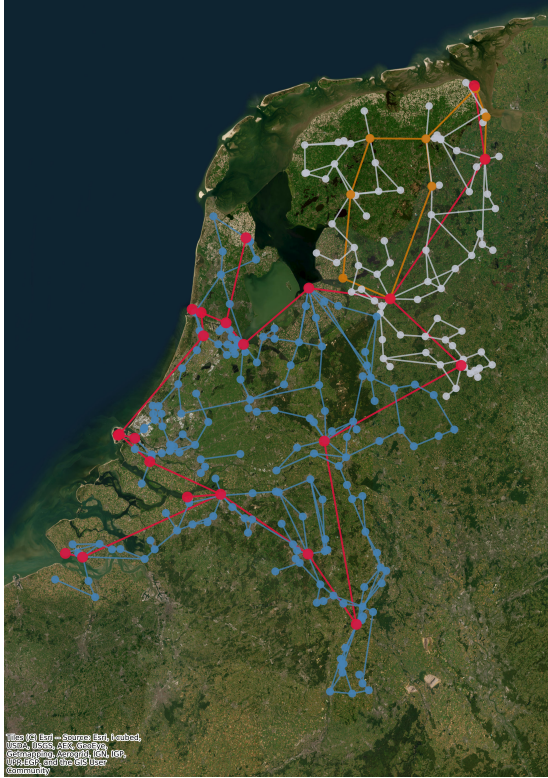 Tiles (C) Esri -- Source: Esri, i-cubed,
USDA, USGS, AEX, GeoEye,
Getmapping, Aerogrid, IGN, IGP,
UPR-EGP, and the GIS User
Community